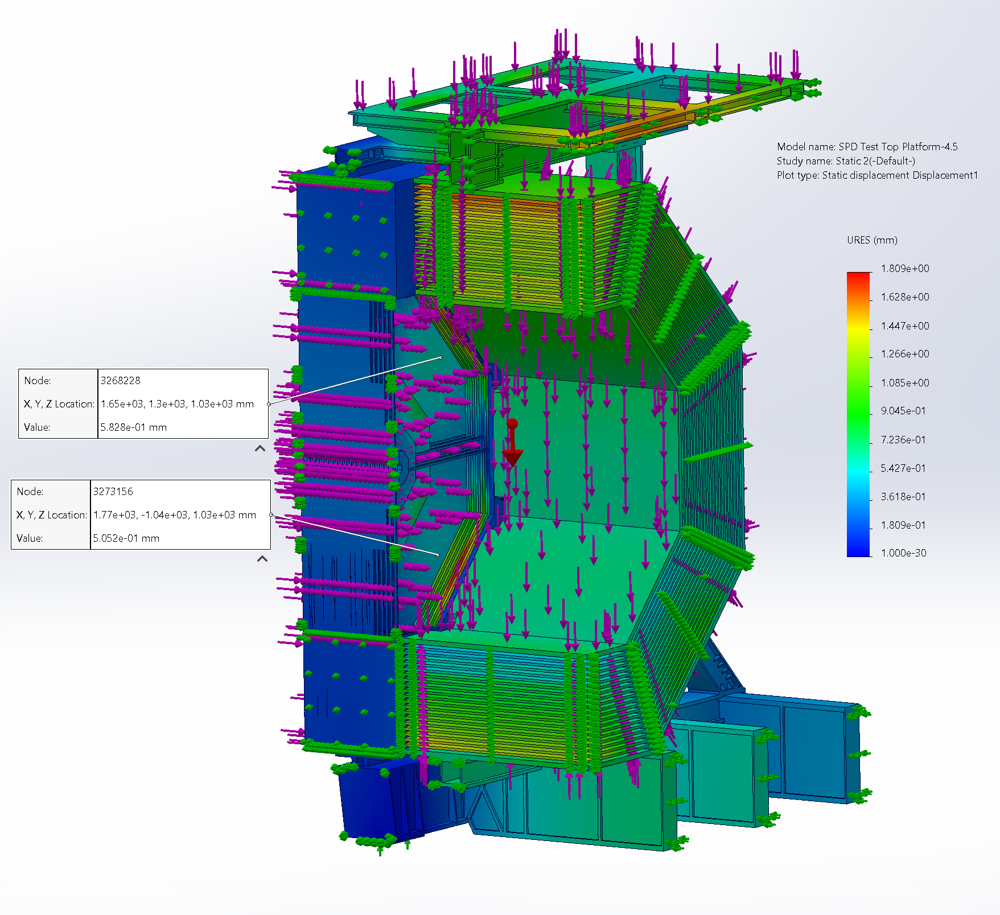 Model name: SPD Test Top Platform-4.5
Study name: Static 2(-Default-)
Plot type: Static displacement Displacement1
URES (mm)
1.809e+00
1.628e+00
1.447e+00
1.266e+00
1.085e+00
9.045e-01
7.236e-01
5.427e-01
3.618e-01
1.809e-01
1.000e-30
Node: 3268228
X, Y, Z Location: 1.65e+03, 1.3e+03, 1.03e+03 mm
Value: 5.828e-01 mm
Node: 3273156
X, Y, Z Location: 1.77e+03, -1.04e+03, 1.03e+03 mm
Value: 5.052e-01 mm